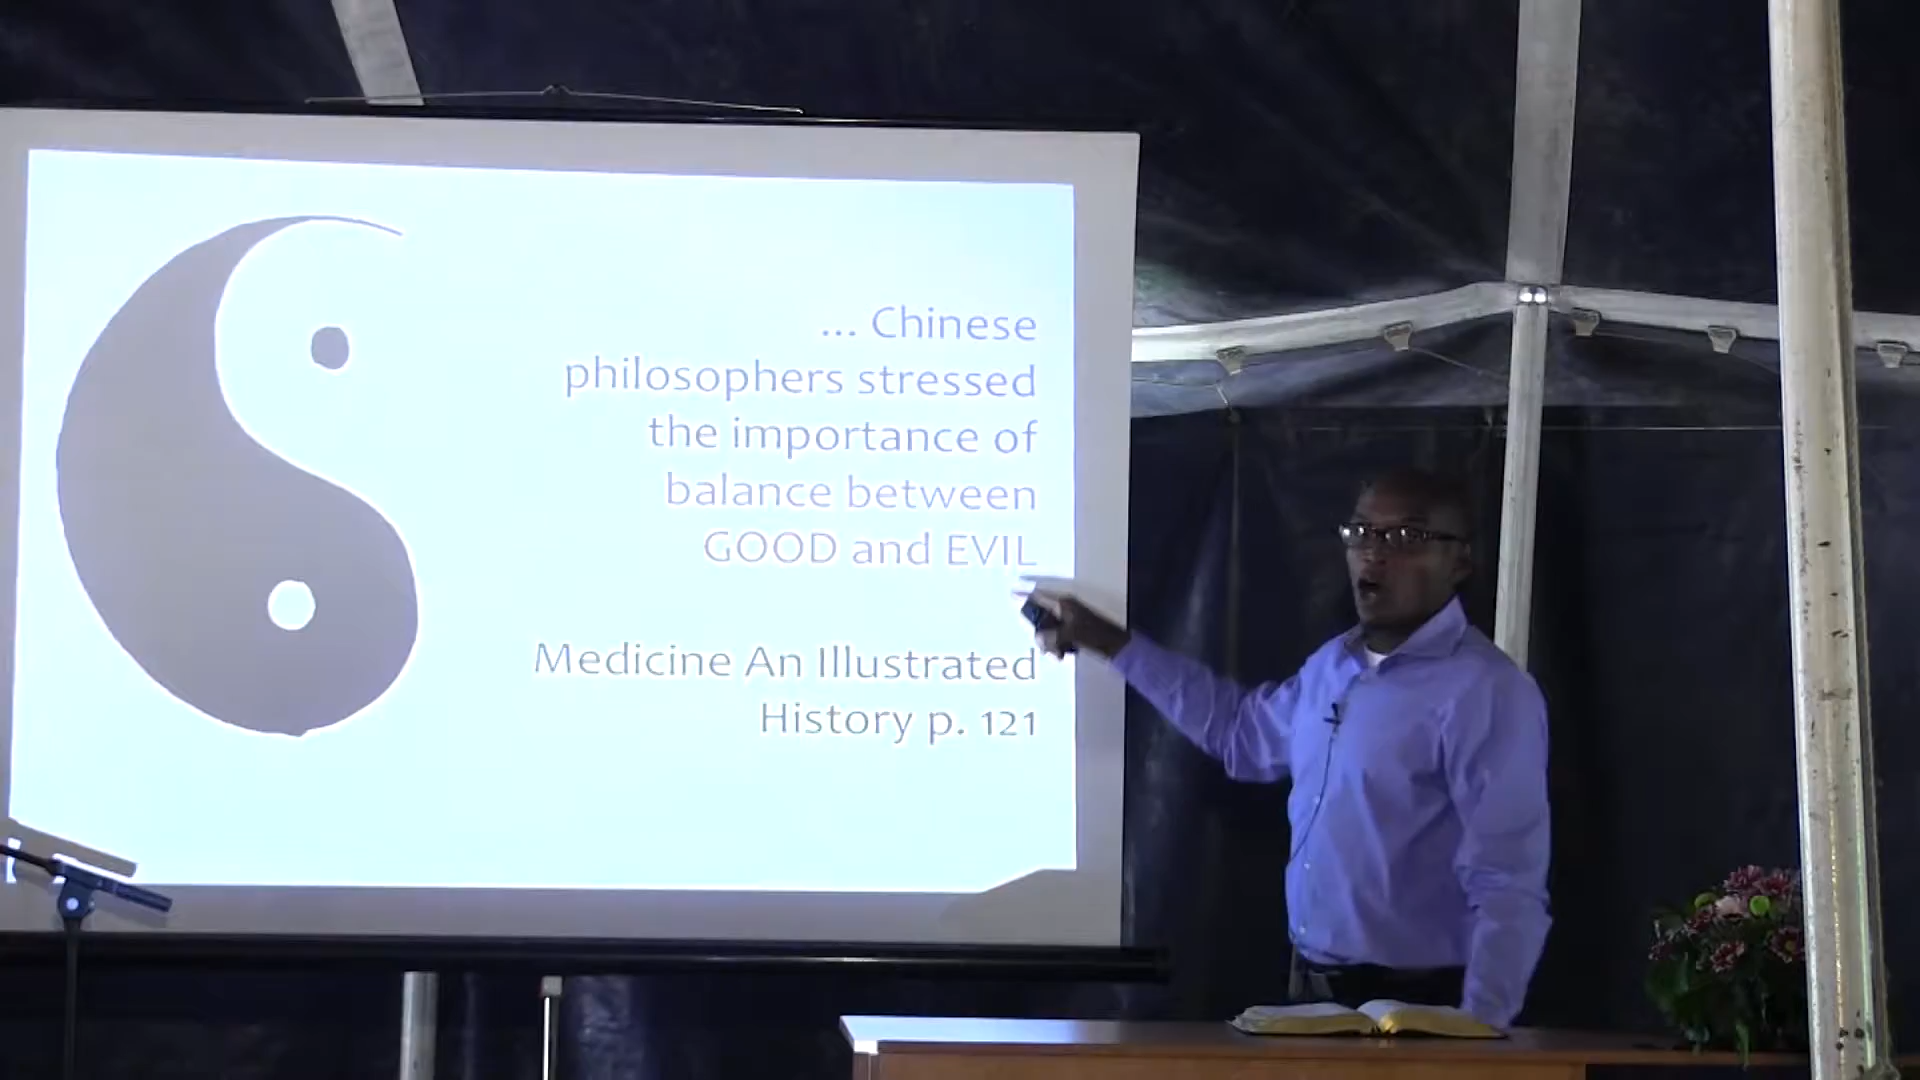 ... Chinese
philosophers stressed
the importance of
balance between
GOOD and EVIL
Medicine An Illustrated
History p. 121